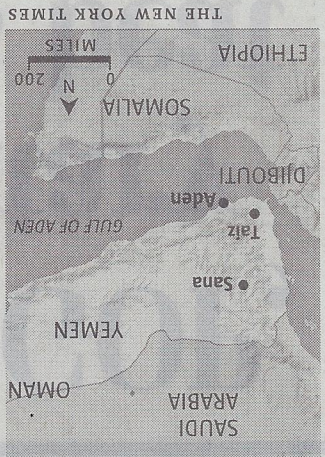 SAUDI
ARABIA
OMAN
YEMEN
Sana
Taiz
Aden
GULF OF ADEN
DJIBOUTI
SOMALIA
ETHIOPIA
N
0 200
MILES
THE NEW YORK TIMES